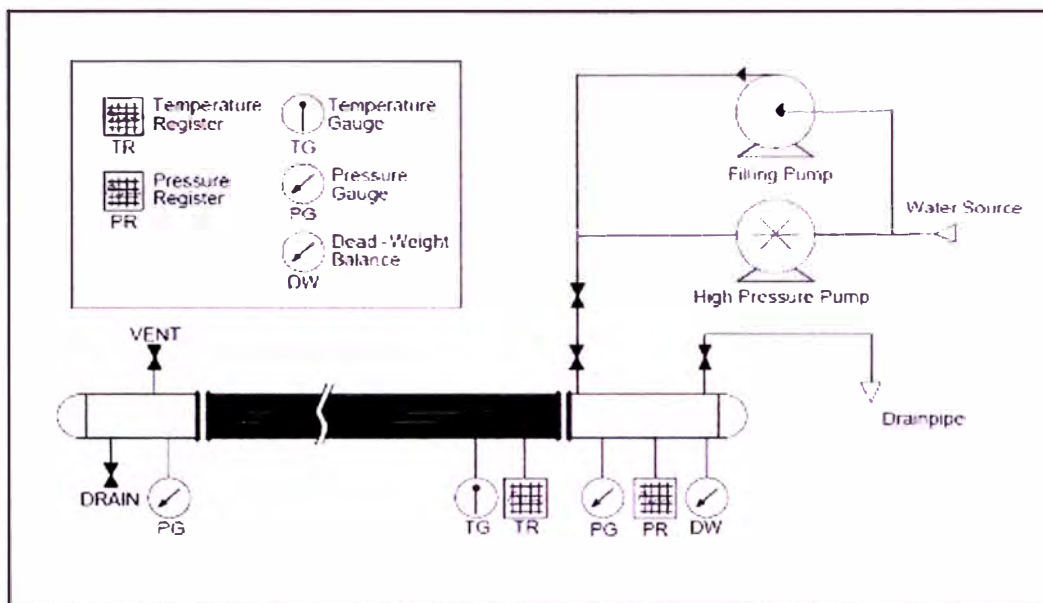 Temperature
Register
TR
Temperature
Gauge
TG
Pressure
Register
PR
Pressure
Gauge
PG
Dead-Weight
Balance
DW
Filling Pump
Water Source
High Pressure Pump
VENT
Drainpipe
DRAIN
PG
TG
TR
PG
PR
DW